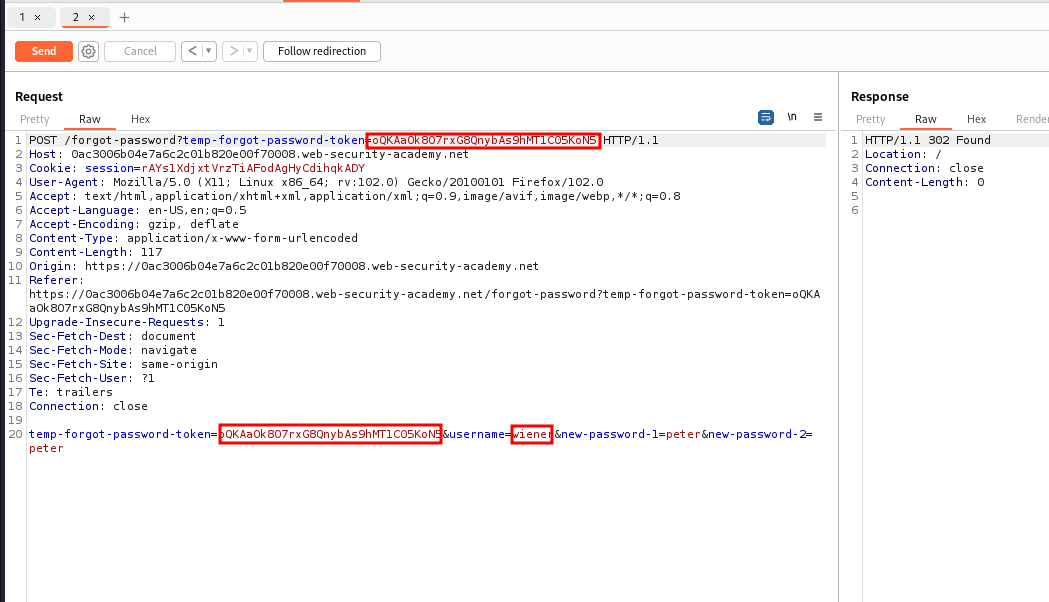 1 × 2 × +
Send Cancel < ▾ > ▾ Follow redirection
Request
Pretty Raw Hex \n
1 POST /forgot-password?temp-forgot-password-token=oQKAaOk8O7rxG8QnybAs9hMT1C05KoN5 HTTP/1.1
2 Host: 0ac3006b04e7a6c2c01b820e00f70008.web-security-academy.net
3 Cookie: session=rAYs1XdjxtVrzTiAFodAgHyCdihqkADY
4 User-Agent: Mozilla/5.0 (X11; Linux x86_64; rv:102.0) Gecko/20100101 Firefox/102.0
5 Accept: text/html,application/xhtml+xml,application/xml;q=0.9,image/avif,image/webp,*/*;q=0.8
6 Accept-Language: en-US,en;q=0.5
7 Accept-Encoding: gzip, deflate
8 Content-Type: application/x-www-form-urlencoded
9 Content-Length: 117
10 Origin: https://0ac3006b04e7a6c2c01b820e00f70008.web-security-academy.net
11 Referer:
https://0ac3006b04e7a6c2c01b820e00f70008.web-security-academy.net/forgot-password?temp-forgot-password-token=oQKA
aOk8O7rxG8QnybAs9hMT1C05KoN5
12 Upgrade-Insecure-Requests: 1
13 Sec-Fetch-Dest: document
14 Sec-Fetch-Mode: navigate
15 Sec-Fetch-Site: same-origin
16 Sec-Fetch-User: ?1
17 Te: trailers
18 Connection: close
19
20 temp-forgot-password-token=oQKAaOk8O7rxG8QnybAs9hMT1C05KoN5&username=wiener&new-password-1=peter&new-password-2=
peter
Response
Pretty Raw Hex Render
1 HTTP/1.1 302 Found
2 Location: /
3 Connection: close
4 Content-Length: 0
5
6